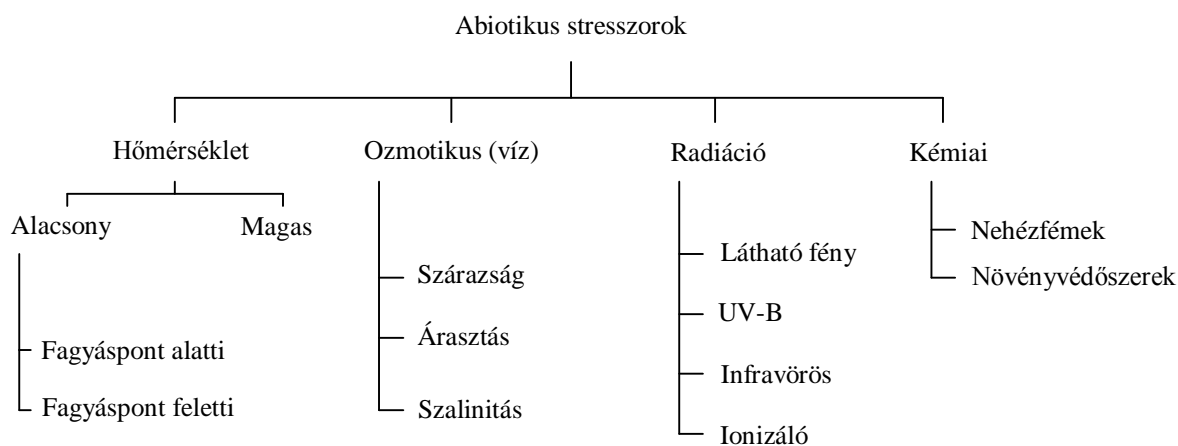 Abiotikus stresszorok
Hőmérséklet
Ozmotikus (víz)
Radiáció
Kémiai
Alacsony
Magas
Fagyáspont alatti
Fagyáspont feletti
Szárazság
Árasztás
Szalinitás
Látható fény
UV-B
Infravörös
Ionizáló
Nehézfémek
Növényvédőszerek